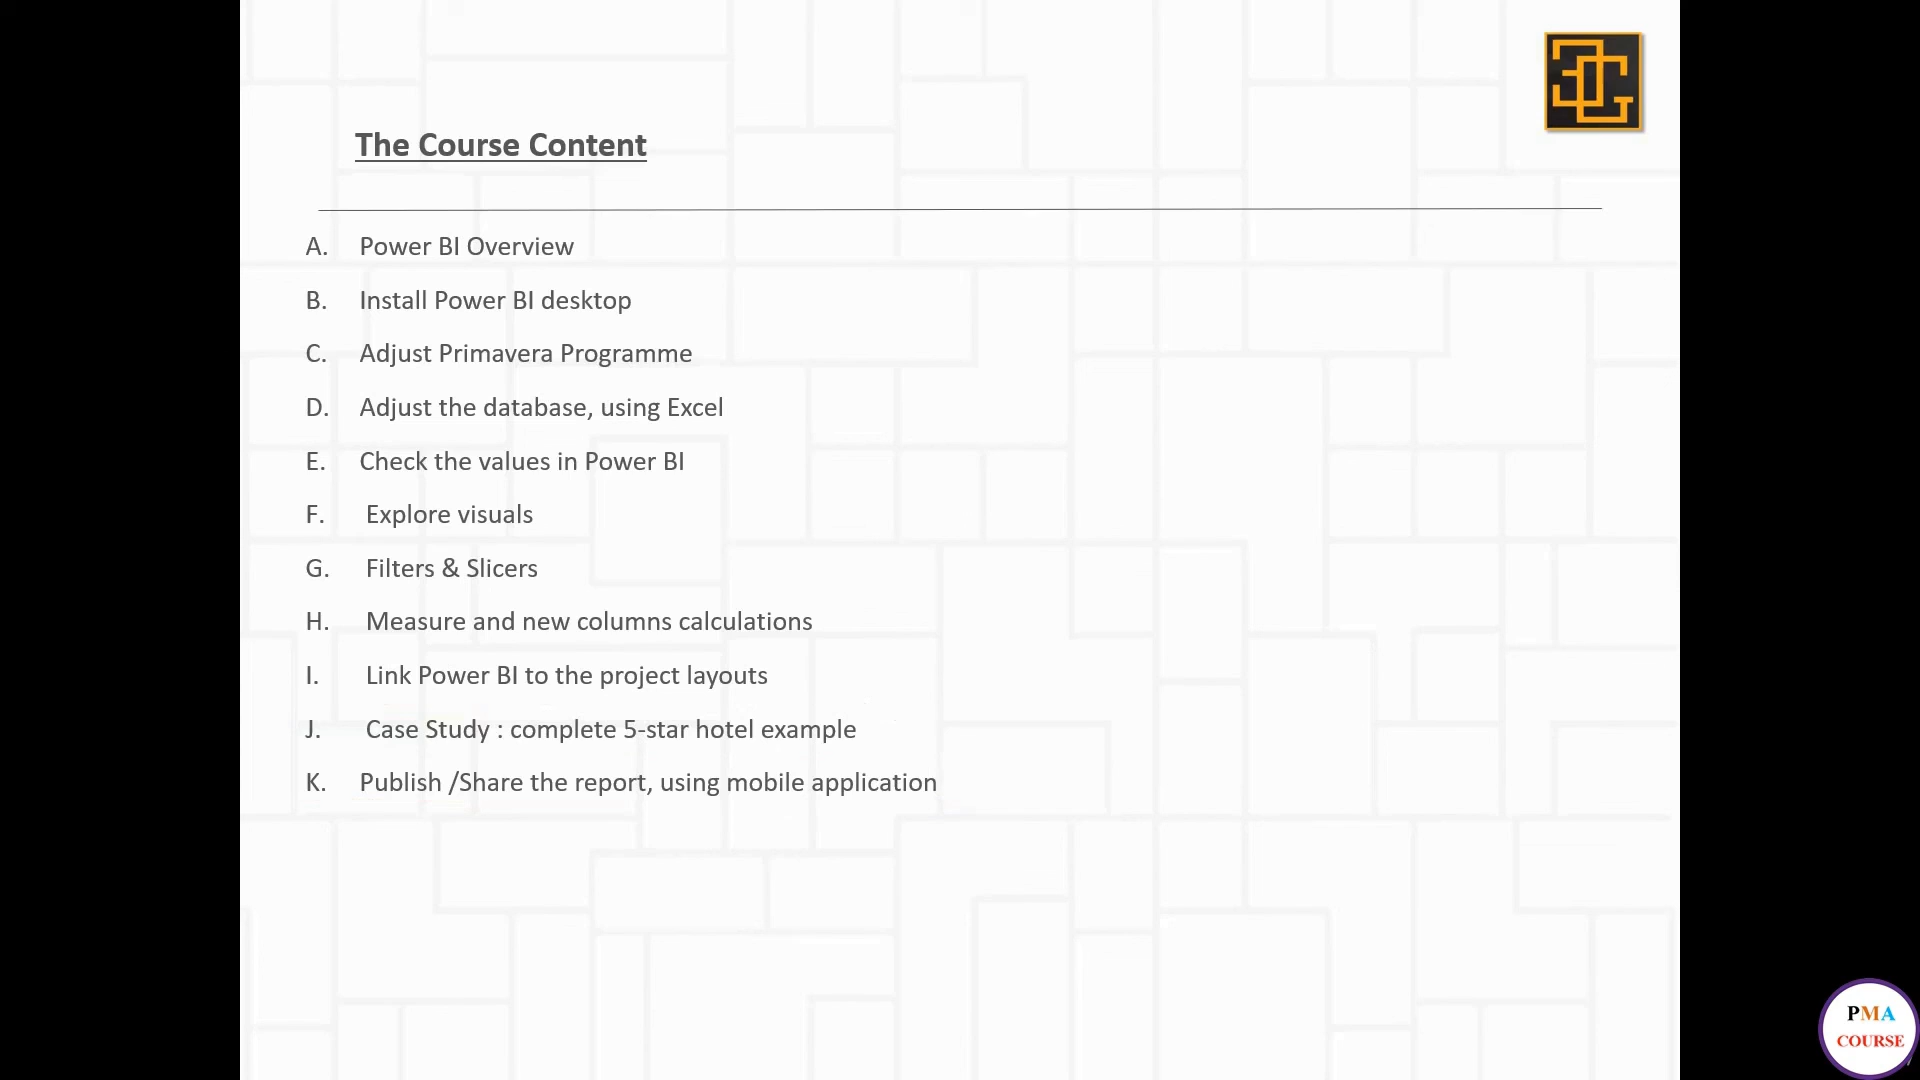 The Course Content
A. Power BI Overview
B. Install Power BI desktop
C. Adjust Primavera Programme
D. Adjust the database, using Excel
E. Check the values in Power BI
F. Explore visuals
G. Filters & Slicers
H. Measure and new columns calculations
I. Link Power BI to the project layouts
J. Case Study : complete 5-star hotel example
K. Publish /Share the report, using mobile application
PMA
COURSE